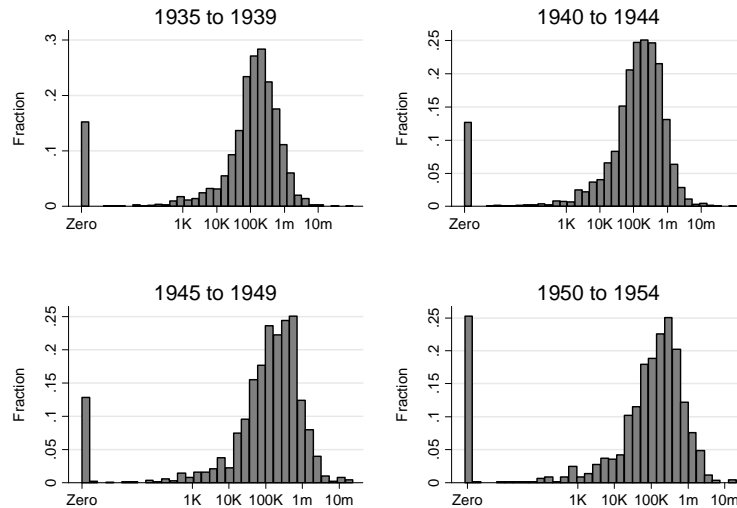 1935 to 1939
Fraction
0
.1
.2
.3
Zero 1K 10K 100K 1m 10m
1940 to 1944
Fraction
0
.05
.1
.15
.2
.25
Zero 1K 10K 100K 1m 10m
1945 to 1949
Fraction
0
.05
.1
.15
.2
.25
Zero 1K 10K 100K 1m 10m
1950 to 1954
Fraction
0
.05
.1
.15
.2
.25
Zero 1K 10K 100K 1m 10m